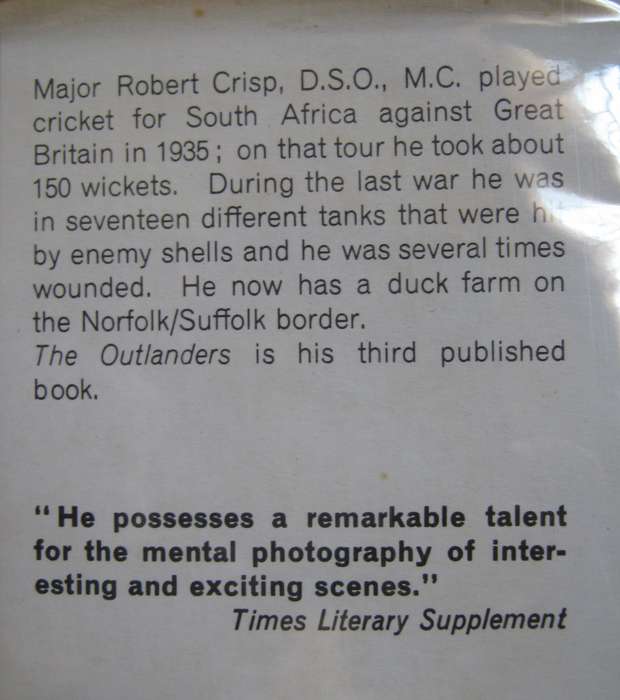 Major Robert Crisp, D.S.O., M.C. played
cricket for South Africa against Great
Britain in 1935; on that tour he took about
150 wickets. During the last war he was
in seventeen different tanks that were hit
by enemy shells and he was several times
wounded. He now has a duck farm on
the Norfolk/Suffolk border.
The Outlanders is his third published
book.
"He possesses a remarkable talent
for the mental photography of inter-
esting and exciting scenes."
Times Literary Supplement